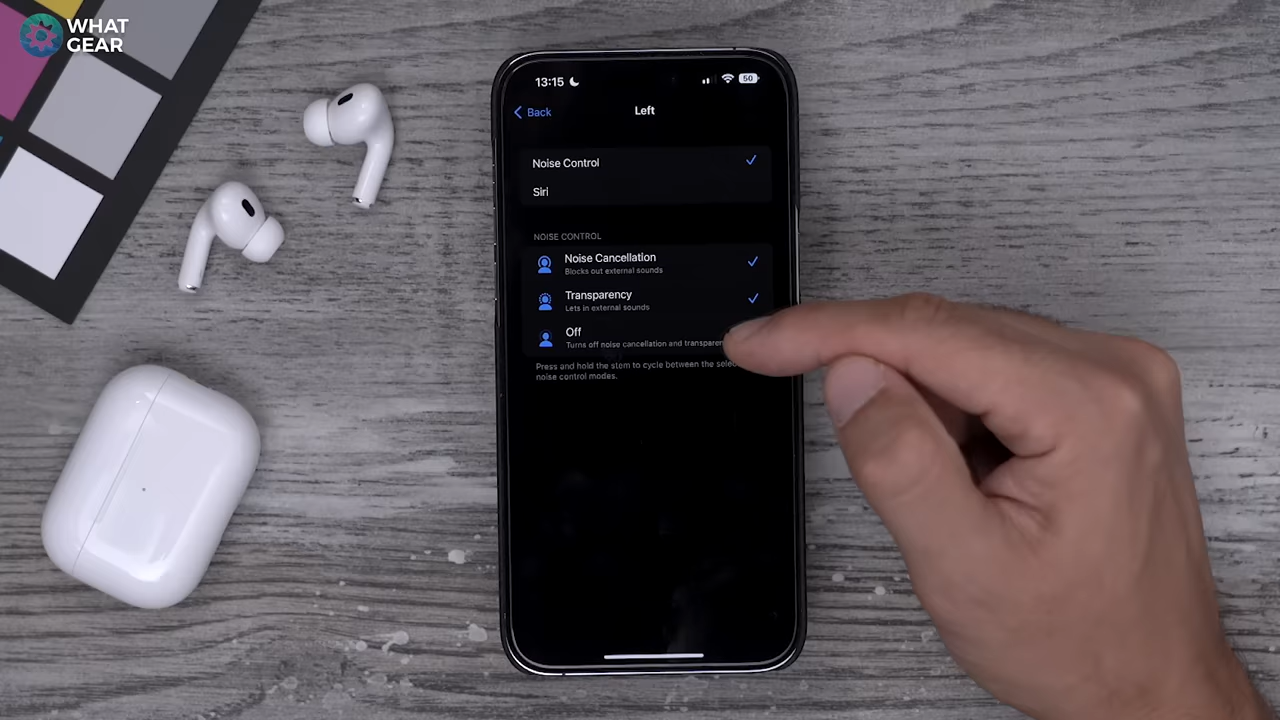 WHAT
GEAR
13:15
50
Back
Left
Noise Control
Siri
NOISE CONTROL
Noise Cancellation
Blocks out external sounds
Transparency
Lets in external sounds
Off
Turns off noise cancellation and
Press and hold the stem to cycle between the
noise control modes.